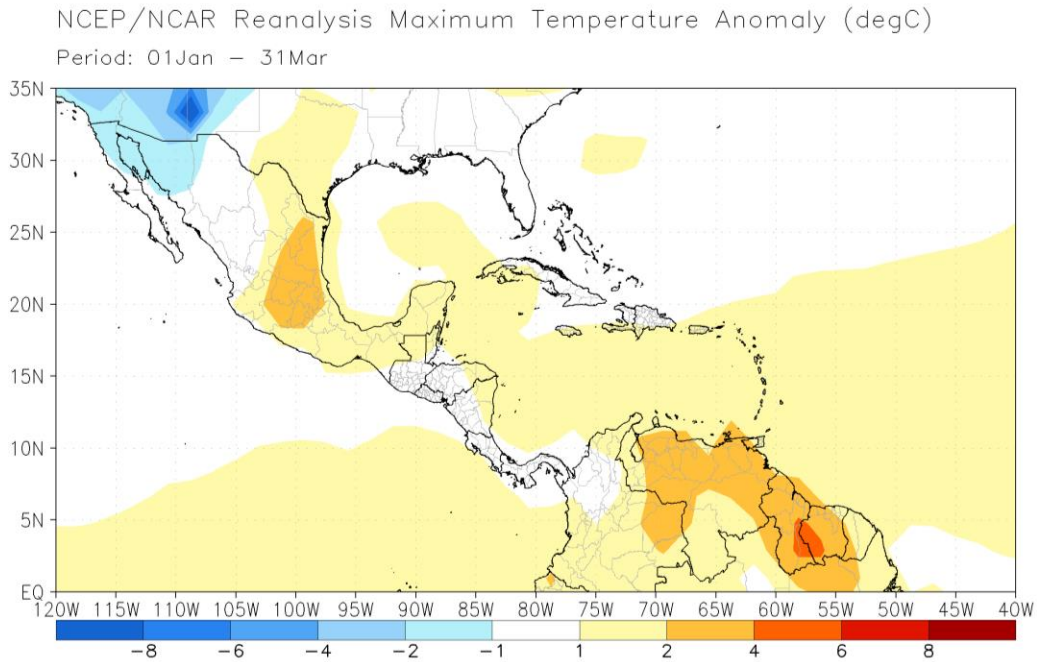 NCEP/NCAR Reanalysis Maximum Temperature Anomaly (degC)
Period: 01Jan – 31Mar
35N
30N
25N
20N
15N
10N
5N
EQ
120W 115W 110W 105W 100W 95W 90W 85W 80W 75W 70W 65W 60W 55W 50W 45W 40W
−8 −6 −4 −2 −1 1 2 4 6 8